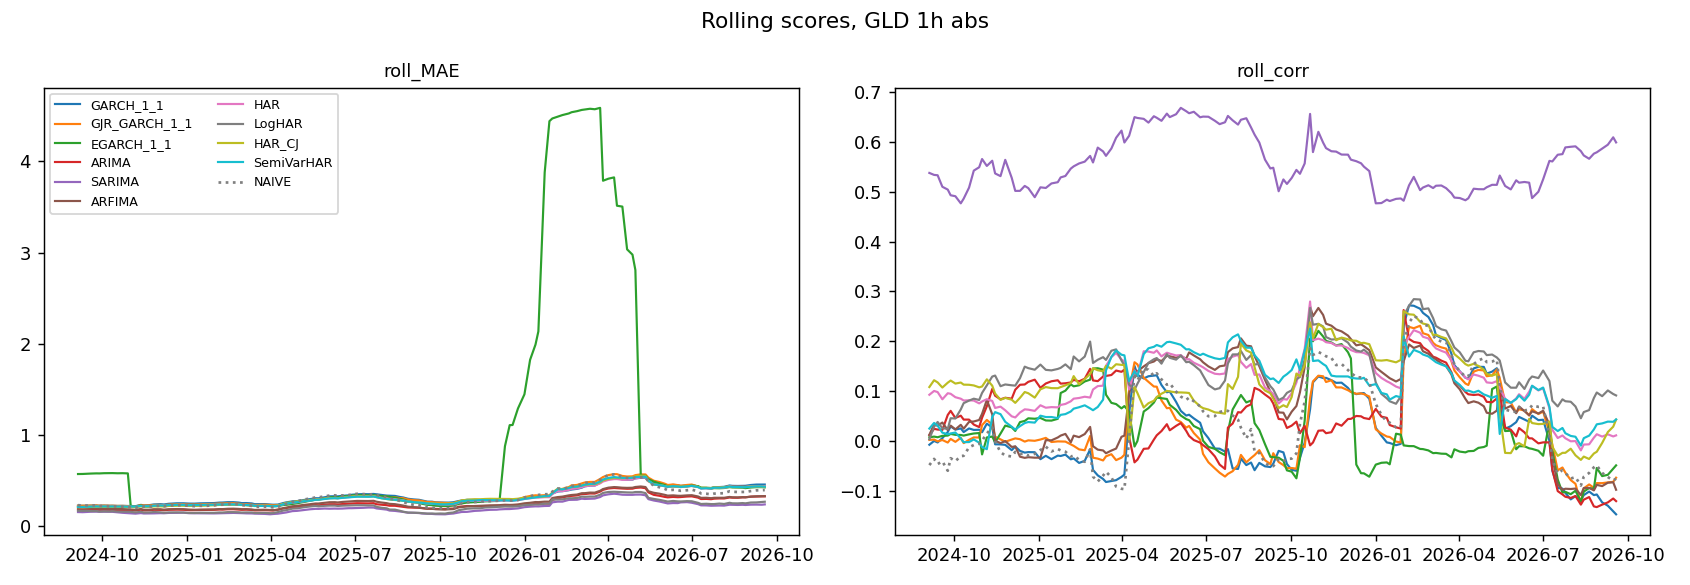 Rolling scores, GLD 1h abs
roll_MAE
GARCH_1_1
GJR_GARCH_1_1
EGARCH_1_1
ARIMA
SARIMA
ARFIMA
HAR
LogHAR
HAR_CJ
SemiVarHAR
NAIVE
4
3
2
1
0
2024-10 2025-01 2025-04 2025-07 2025-10 2026-01 2026-04 2026-07 2026-10
roll_corr
0.7
0.6
0.5
0.4
0.3
0.2
0.1
0.0
−0.1
2024-10 2025-01 2025-04 2025-07 2025-10 2026-01 2026-04 2026-07 2026-10